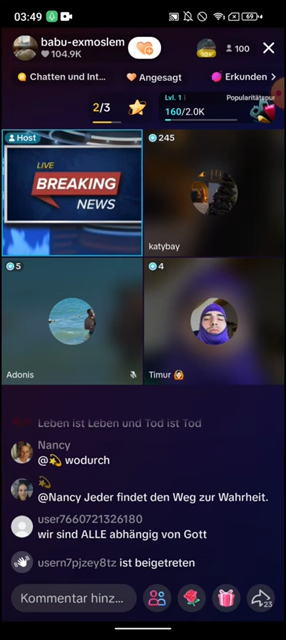 03:49
69
babu-exmoslem
104.9K
100
Chatten und Int...
Angesagt
Erkunden
2/3
Lvl. 1
Popularitätstour
160/2.0K
Host
LIVE
BREAKING
NEWS
245
katybay
5
Adonis
4
Timur
Leben ist Leben und Tod ist Tod
Nancy
@💫 wodurch
💫
@Nancy Jeder findet den Weg zur Wahrheit.
user7660721326180
wir sind ALLE abhängig von Gott
usern7pjzey8tz ist beigetreten
Kommentar hinz...
23